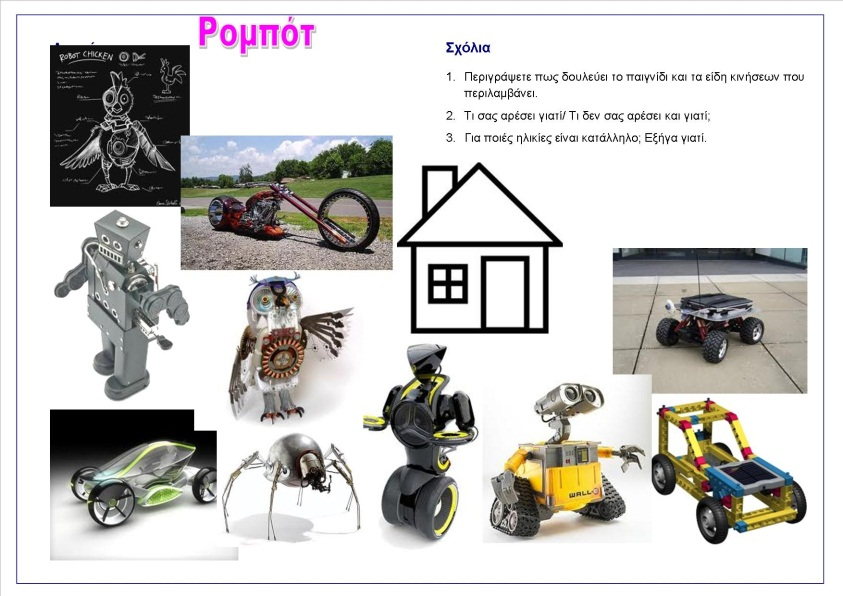 Ρομπότ
Σχόλια
1. Περιγράψετε πως δουλεύει το παιγνίδι και τα είδη κινήσεων που
περιλαμβάνει.
2. Τι σας αρέσει γιατί/ Τι δεν σας αρέσει και γιατί;
3. Για ποιές ηλικίες είναι κατάλληλο; Εξήγα γιατί.
ROBOT CHICKEN
WALL-E